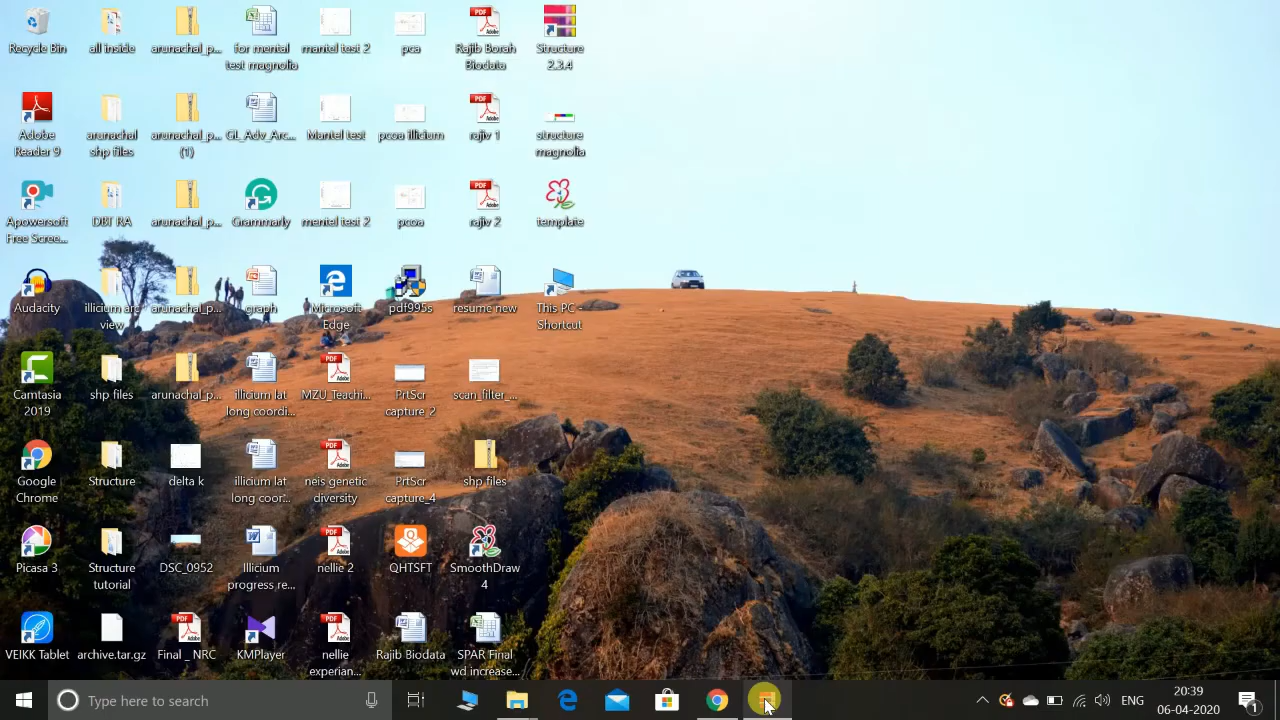 Recycle Bin
all inside
arunachal_p...
for mental
test magnolia
mantel test 2
pca
Rajib Borah
Biodata
Structure
2.3.4
Adobe
Reader 9
arunachal
shp files
arunachal_p...
(1)
GL_Adv_Arc...
Mantel test
pcoa illicium
rajiv 1
structure
magnolia
Apowersoft
Free Scree...
DBT RA
arunachal_p...
Grammarly
mentel test 2
pcoa
rajiv 2
template
Audacity
illicium arc
view
arunachal_p...
graph
Microsoft
Edge
pdf995s
resume new
This PC -
Shortcut
Camtasia
2019
shp files
arunachal_p...
illicium lat
long coordi...
MZU_Teachi...
PrtScr
capture_2
scan_filter_...
Google
Chrome
Structure
delta k
illicium lat
long coor...
neis genetic
diversity
PrtScr
capture_4
shp files
Picasa 3
Structure
tutorial
DSC_0952
Illicium
progress re...
nellie 2
QHTSFT
SmoothDraw
4
VEIKK Tablet
archive.tar.gz
Final _ NRC
KMPlayer
nellie
experian...
Rajib Biodata
SPAR Final
wd increase...
Type here to search
ENG
20:39
06-04-2020
1